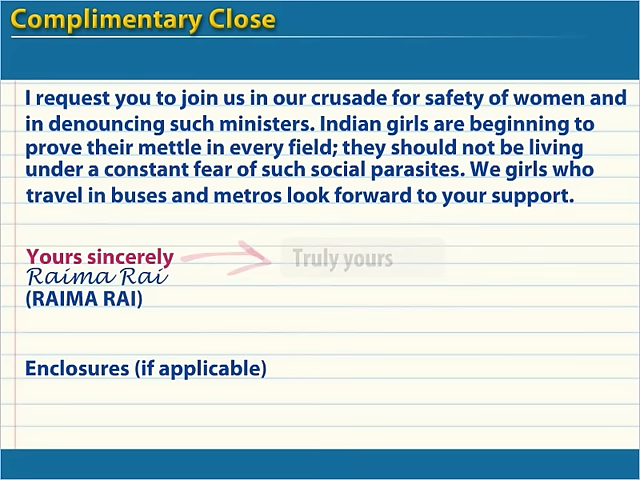 Complimentary Close
I request you to join us in our crusade for safety of women and
in denouncing such ministers. Indian girls are beginning to
prove their mettle in every field; they should not be living
under a constant fear of such social parasites. We girls who
travel in buses and metros look forward to your support.
Yours sincerely
Truly yours
Raima Rai
(RAIMA RAI)
Enclosures (if applicable)